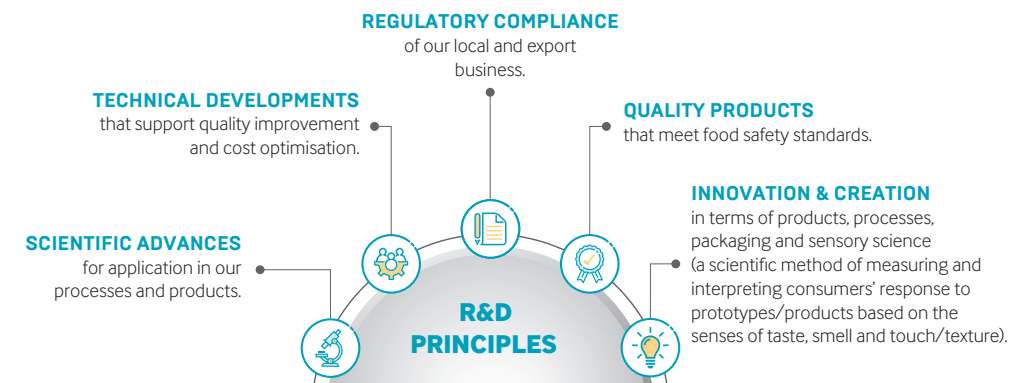 REGULATORY COMPLIANCE
of our local and export
business.
TECHNICAL DEVELOPMENTS
that support quality improvement
and cost optimisation.
QUALITY PRODUCTS
that meet food safety standards.
INNOVATION & CREATION
in terms of products, processes,
packaging and sensory science
(a scientific method of measuring and
interpreting consumers’ response to
prototypes/products based on the
senses of taste, smell and touch/texture).
SCIENTIFIC ADVANCES
for application in our
processes and products.
R&D
PRINCIPLES